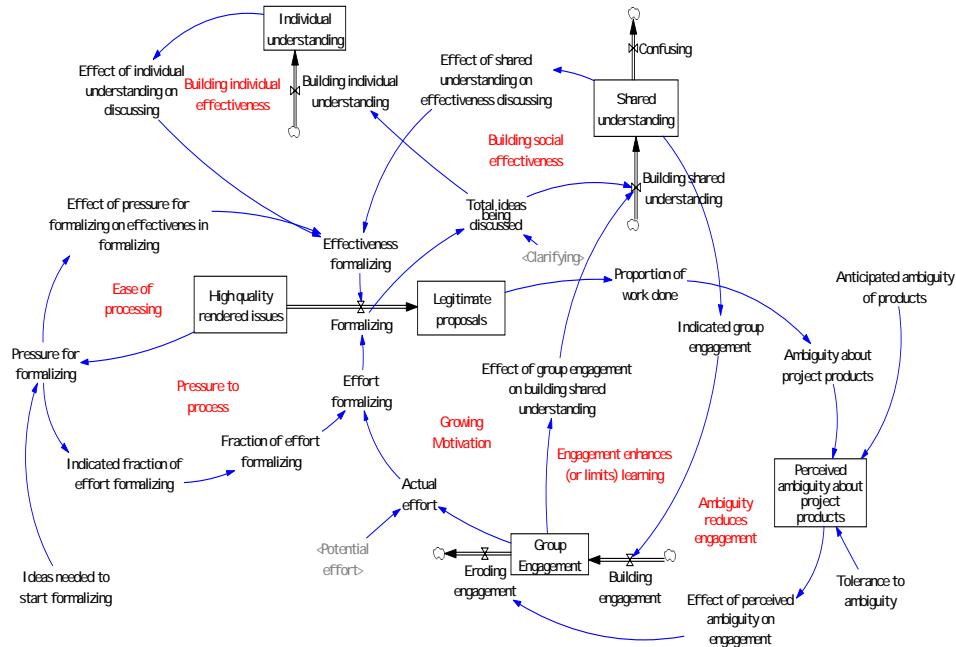 Individual
understanding
Confusing
Effect of individual
understanding on
discussing
Building individual
effectiveness
Building individual
understanding
Effect of shared
understanding on
effectiveness discussing
Shared
understanding
Building social
effectiveness
Building shared
understanding
Effect of pressure for
formalizing on effectivenes in
formalizing
Total ideas
being
discussed
Effectiveness
formalizing
<Clarifying>
Proportion of
work done
Anticipated ambiguity
of products
Ease of
processing
High quality
rendered issues
Legitimate
proposals
Formalizing
Indicated group
engagement
Pressure for
formalizing
Ambiguity about
project products
Pressure to
process
Effort
formalizing
Effect of group engagement
on building shared
understanding
Growing
Motivation
Fraction of effort
formalizing
Engagement enhances
(or limits) learning
Indicated fraction of
effort formalizing
Perceived
ambiguity about
project
products
Actual
effort
Ambiguity
reduces
engagement
<Potential
effort>
Group
Engagement
Eroding
engagement
Building
engagement
Ideas needed to
start formalizing
Tolerance to
ambiguity
Effect of perceived
ambiguity on
engagement